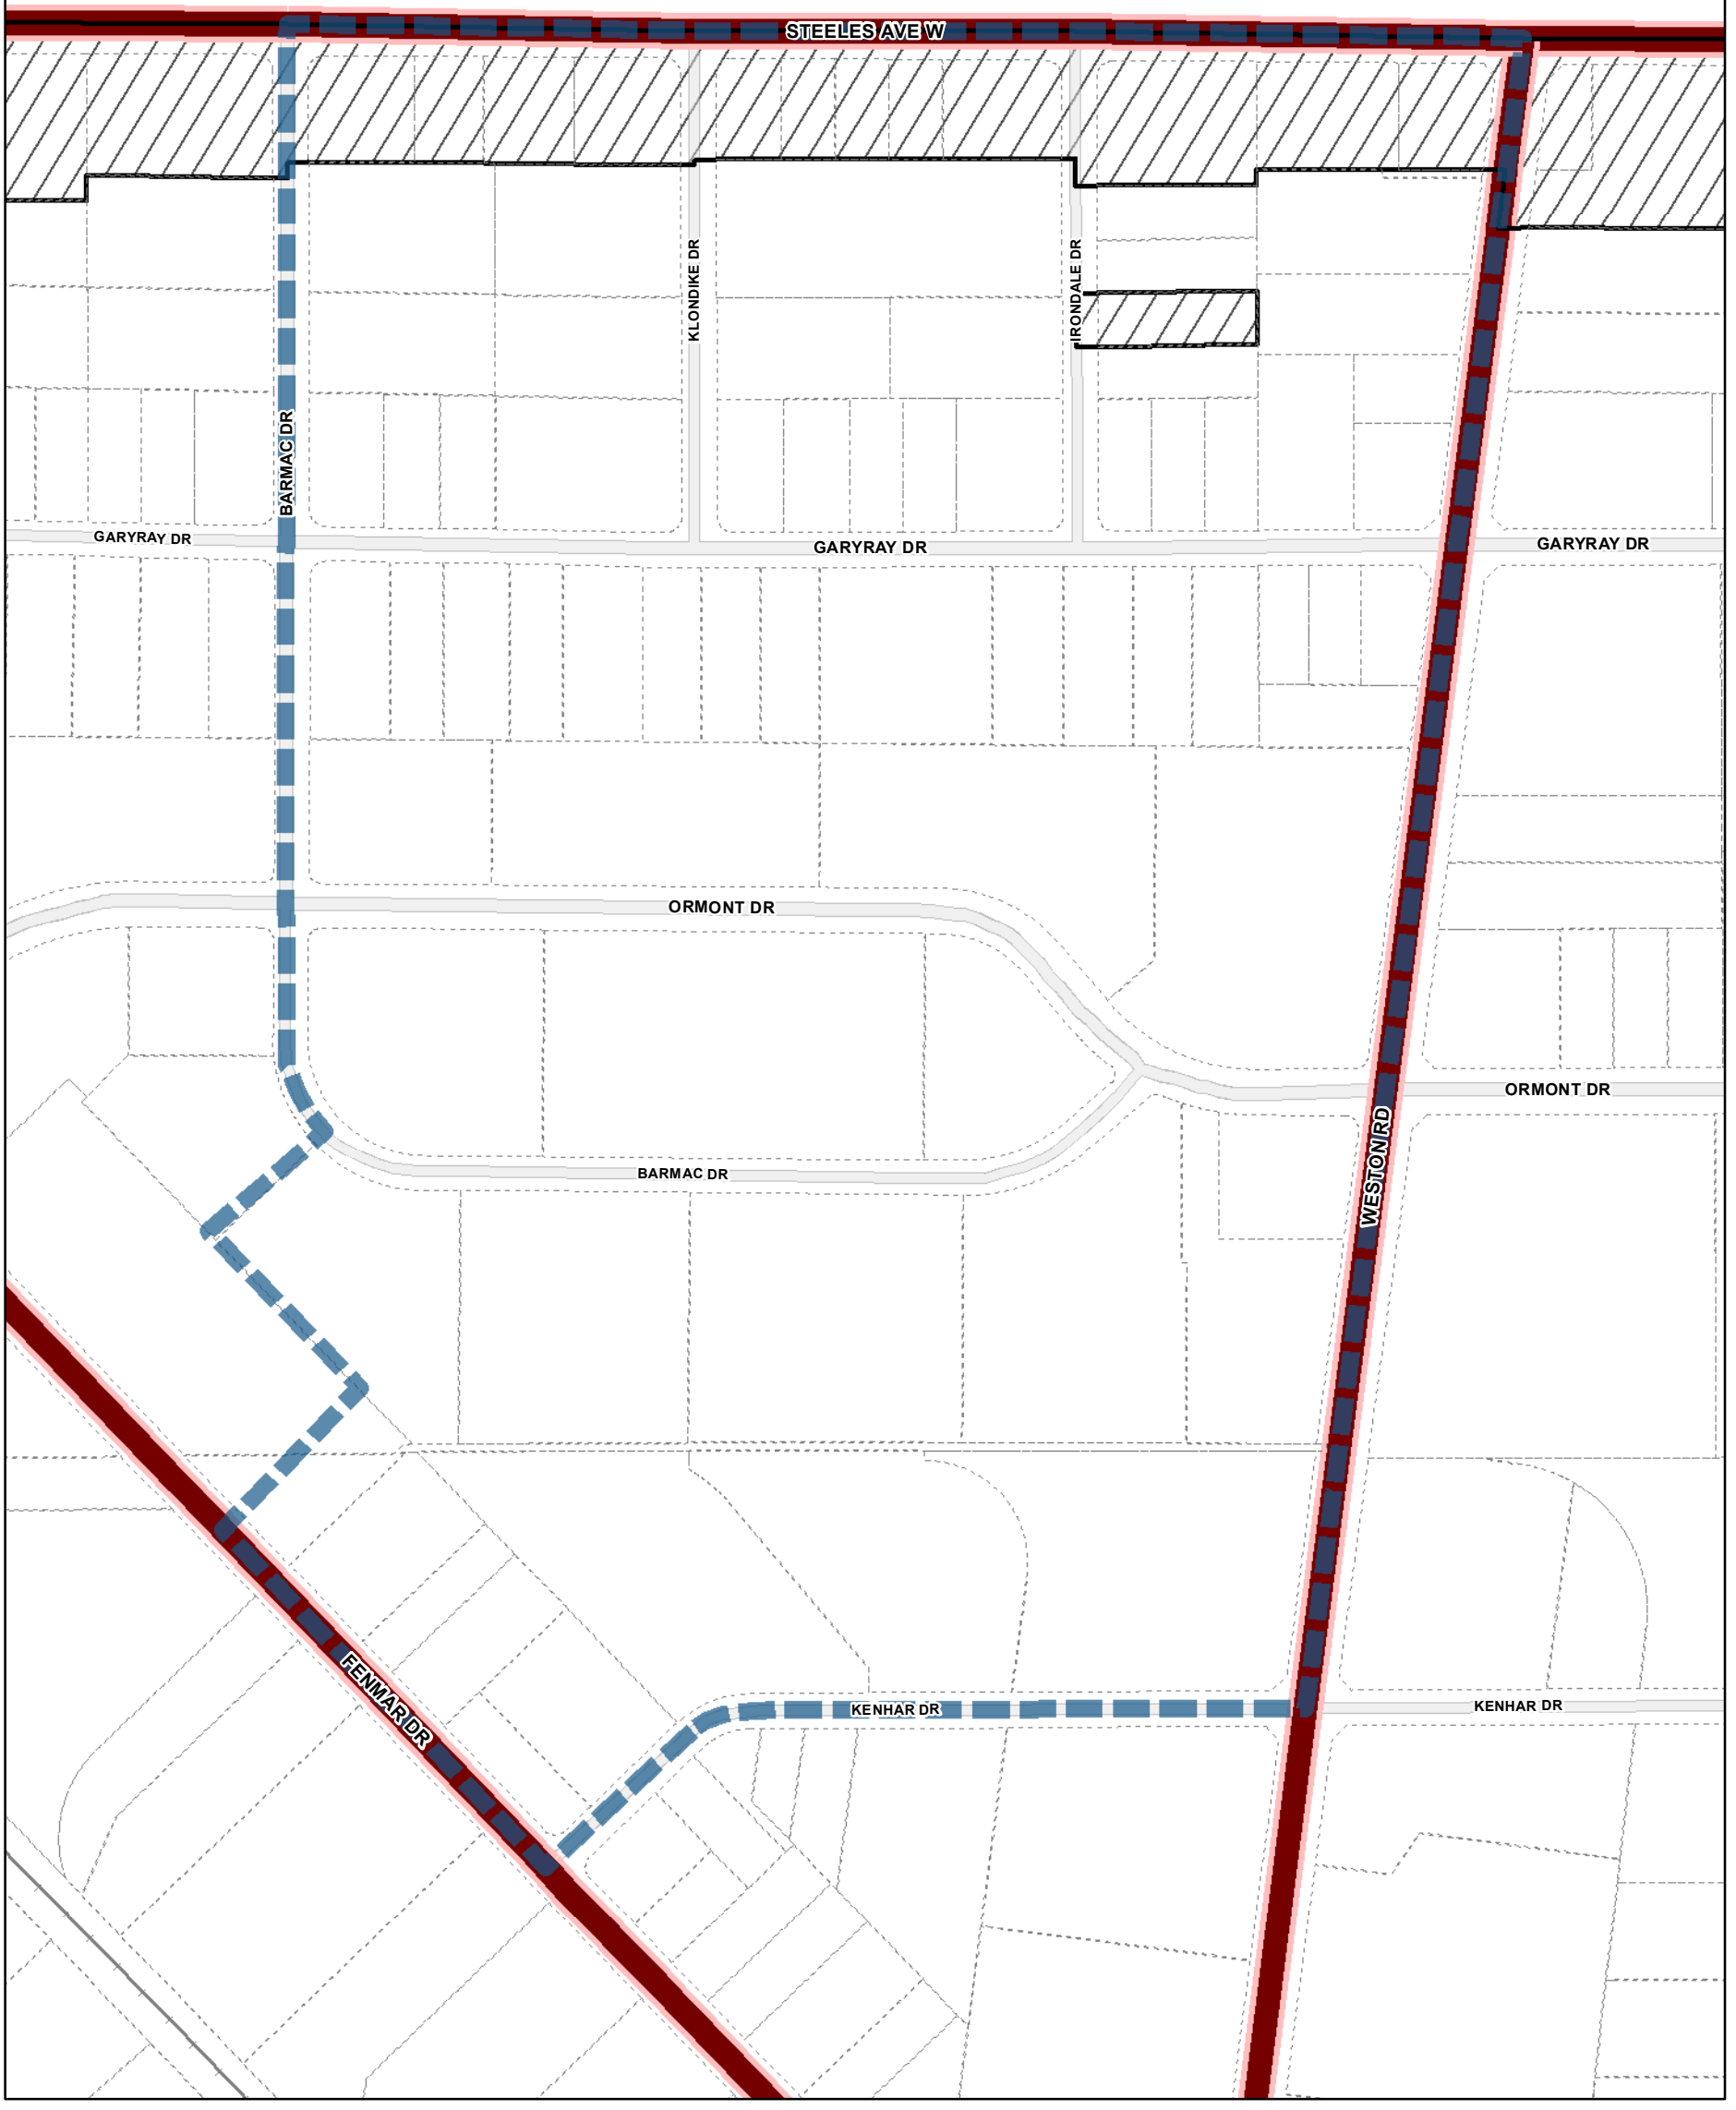 STEELES AVE W
KLONDIKE DR
IRONDALE DR
BARMAC DR
GARYRAY DR
GARYRAY DR
GARYRAY DR
ORMONT DR
ORMONT DR
WESTON RD
BARMAC DR
FENMAR DR
KENHAR DR
KENHAR DR